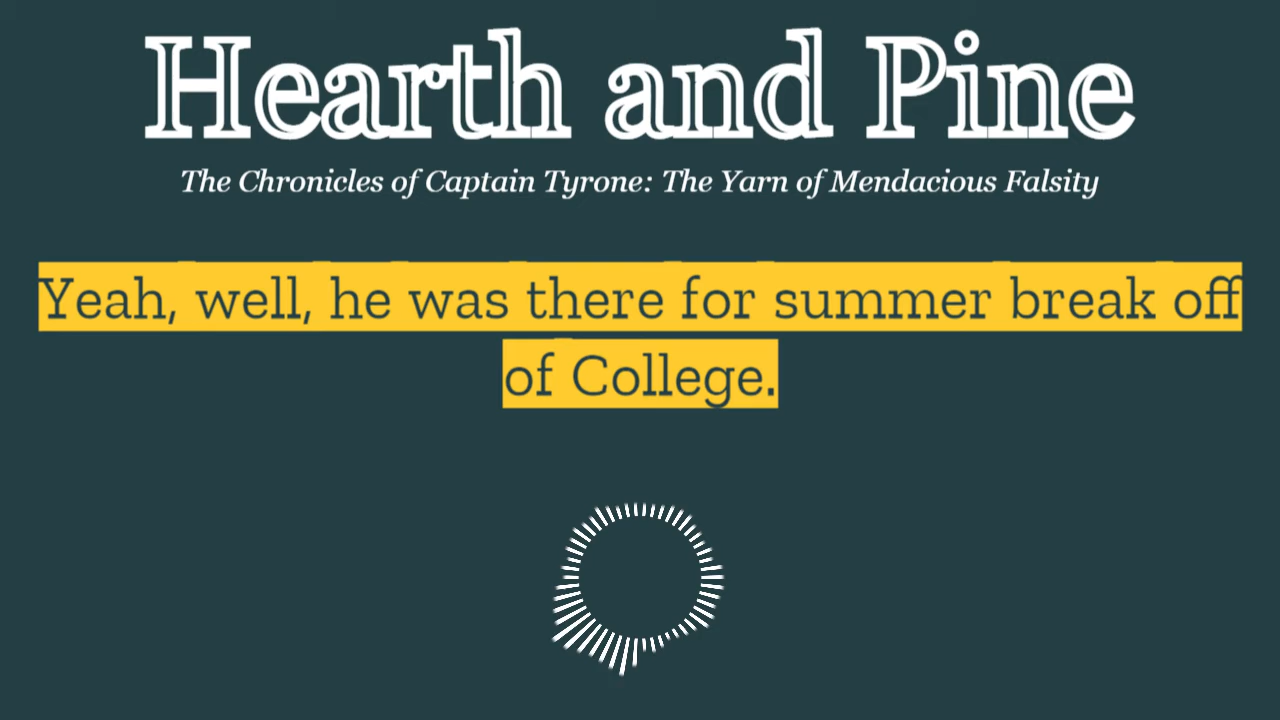 Hearth and Pine
The Chronicles of Captain Tyrone: The Yarn of Mendacious Falsity
Yeah, well, he was there for summer break off
of College.